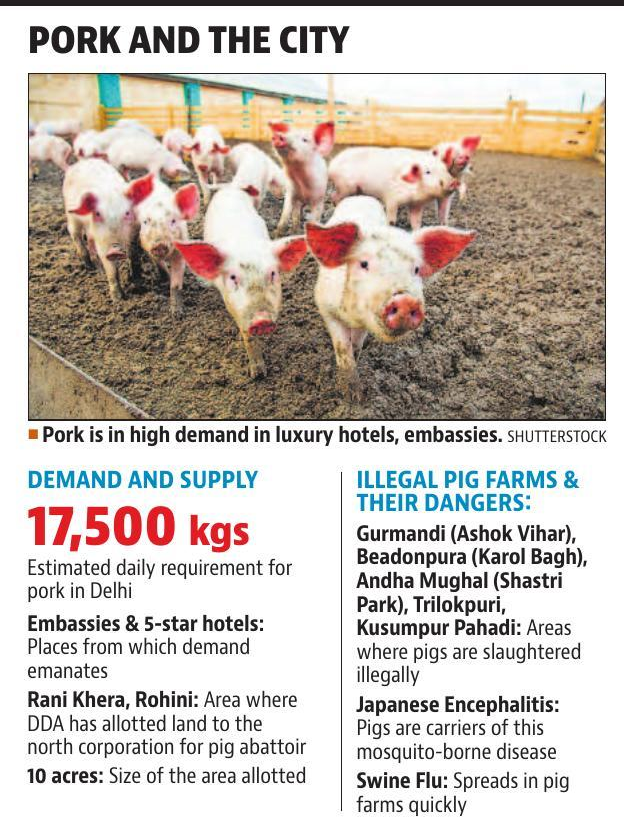 PORK AND THE CITY
■ Pork is in high demand in luxury hotels, embassies. SHUTTERSTOCK
DEMAND AND SUPPLY
17,500 kgs
Estimated daily requirement for
pork in Delhi
Embassies & 5-star hotels:
Places from which demand
emanates
Rani Khera, Rohini: Area where
DDA has allotted land to the
north corporation for pig abattoir
10 acres: Size of the area allotted
ILLEGAL PIG FARMS &
THEIR DANGERS:
Gurmandi (Ashok Vihar),
Beadonpura (Karol Bagh),
Andha Mughal (Shastri
Park), Trilokpuri,
Kusumpur Pahadi: Areas
where pigs are slaughtered
illegally
Japanese Encephalitis:
Pigs are carriers of this
mosquito-borne disease
Swine Flu: Spreads in pig
farms quickly